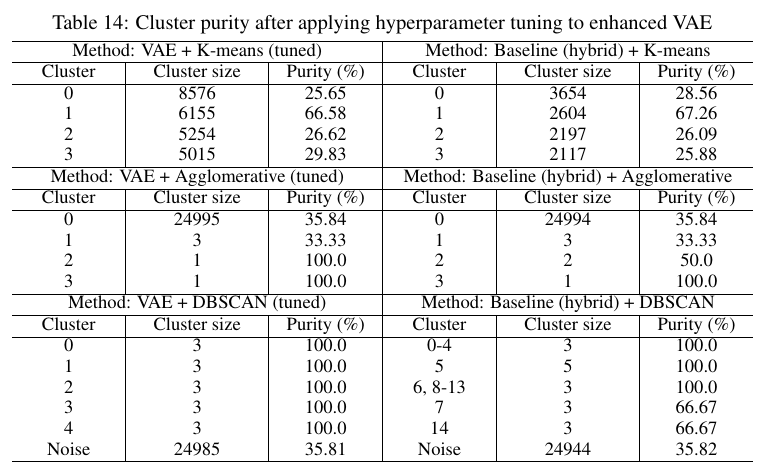 Table 14: Cluster purity after applying hyperparameter tuning to enhanced VAE
Method: VAE + K-means (tuned) Method: Baseline (hybrid) + K-means
Cluster Cluster size Purity (%) Cluster Cluster size Purity (%)
0 8576 25.65 0 3654 28.56
1 6155 66.58 1 2604 67.26
2 5254 26.62 2 2197 26.09
3 5015 29.83 3 2117 25.88
Method: VAE + Agglomerative (tuned) Method: Baseline (hybrid) + Agglomerative
Cluster Cluster size Purity (%) Cluster Cluster size Purity (%)
0 24995 35.84 0 24994 35.84
1 3 33.33 1 3 33.33
2 1 100.0 2 2 50.0
3 1 100.0 3 1 100.0
Method: VAE + DBSCAN (tuned) Method: Baseline (hybrid) + DBSCAN
Cluster Cluster size Purity (%) Cluster Cluster size Purity (%)
0 3 100.0 0-4 3 100.0
1 3 100.0 5 5 100.0
2 3 100.0 6, 8-13 3 100.0
3 3 100.0 7 3 66.67
4 3 100.0 14 3 66.67
Noise 24985 35.81 Noise 24944 35.82